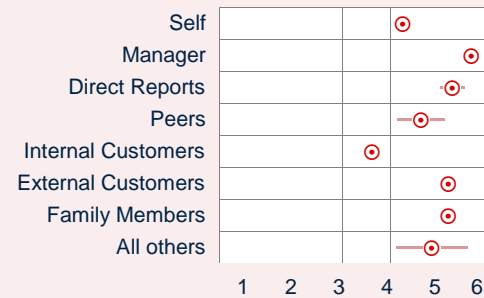 Self
Manager
Direct Reports
Peers
Internal Customers
External Customers
Family Members
All others
1 2 3 4 5 6